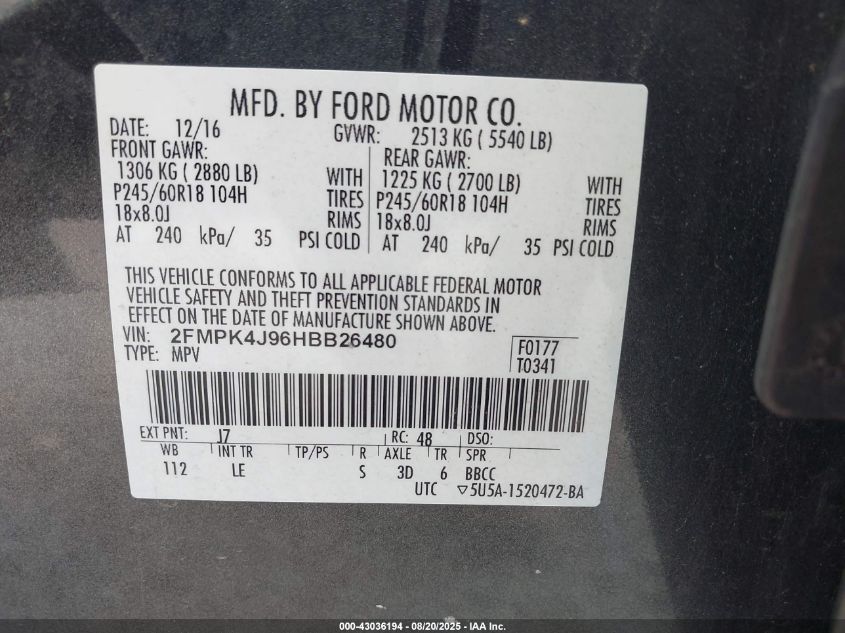 MFD. BY FORD MOTOR CO.
DATE: 12/16 GVWR: 2513 KG ( 5540 LB)
FRONT GAWR: REAR GAWR:
1306 KG ( 2880 LB) WITH 1225 KG ( 2700 LB) WITH
P245/60R18 104H TIRES P245/60R18 104H TIRES
18x8.0J RIMS 18x8.0J RIMS
AT 240 kPa/ 35 PSI COLD AT 240 kPa/ 35 PSI COLD
THIS VEHICLE CONFORMS TO ALL APPLICABLE FEDERAL MOTOR
VEHICLE SAFETY AND THEFT PREVENTION STANDARDS IN
EFFECT ON THE DATE OF MANUFACTURE SHOWN ABOVE.
VIN: 2FMPK4J96HBB26480
TYPE: MPV
F0177
T0341
EXT PNT: J7 RC: 48 DSO:
WB INT TR TP/PS R AXLE TR SPR
112 LE S 3D 6 BBCC
UTC ▽5U5A-1520472-BA
000-43036194 - 08/20/2025 - IAA Inc.